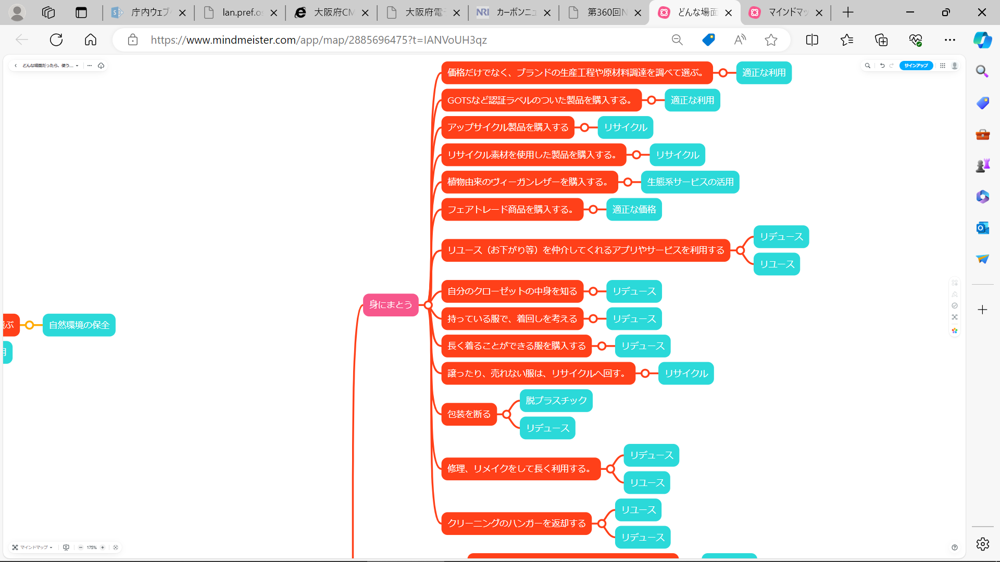 庁内ウェブ
lan.pref.os
大阪府CM
大阪府電子
NRI カーボンニュ
第360回N
どんな場面
マインドマッ
https://www.mindmeister.com/app/map/2885696475?t=IANVoUH3qz
どんな場面だったら、使う...
サインアップ
価格だけでなく、ブランドの生産工程や原材料調達を調べて選ぶ。 適正な利用
GOTSなど認証ラベルのついた製品を購入する。 適正な利用
アップサイクル製品を購入する リサイクル
リサイクル素材を使用した製品を購入する。 リサイクル
植物由来のヴィーガンレザーを購入する。 生態系サービスの活用
フェアトレード商品を購入する。 適正な価格
リユース（お下がり等）を仲介してくれるアプリやサービスを利用する
リデュース
リユース
自分のクローゼットの中身を知る リデュース
身にまとう
持っている服で、着回しを考える リデュース
ぶ 自然環境の保全
長く着ることができる服を購入する リデュース
譲ったり、売れない服は、リサイクルへ回す。 リサイクル
包装を断る
脱プラスチック
リデュース
修理、リメイクをして長く利用する。
リデュース
リユース
クリーニングのハンガーを返却する
リユース
リデュース
マインドマップ
175%